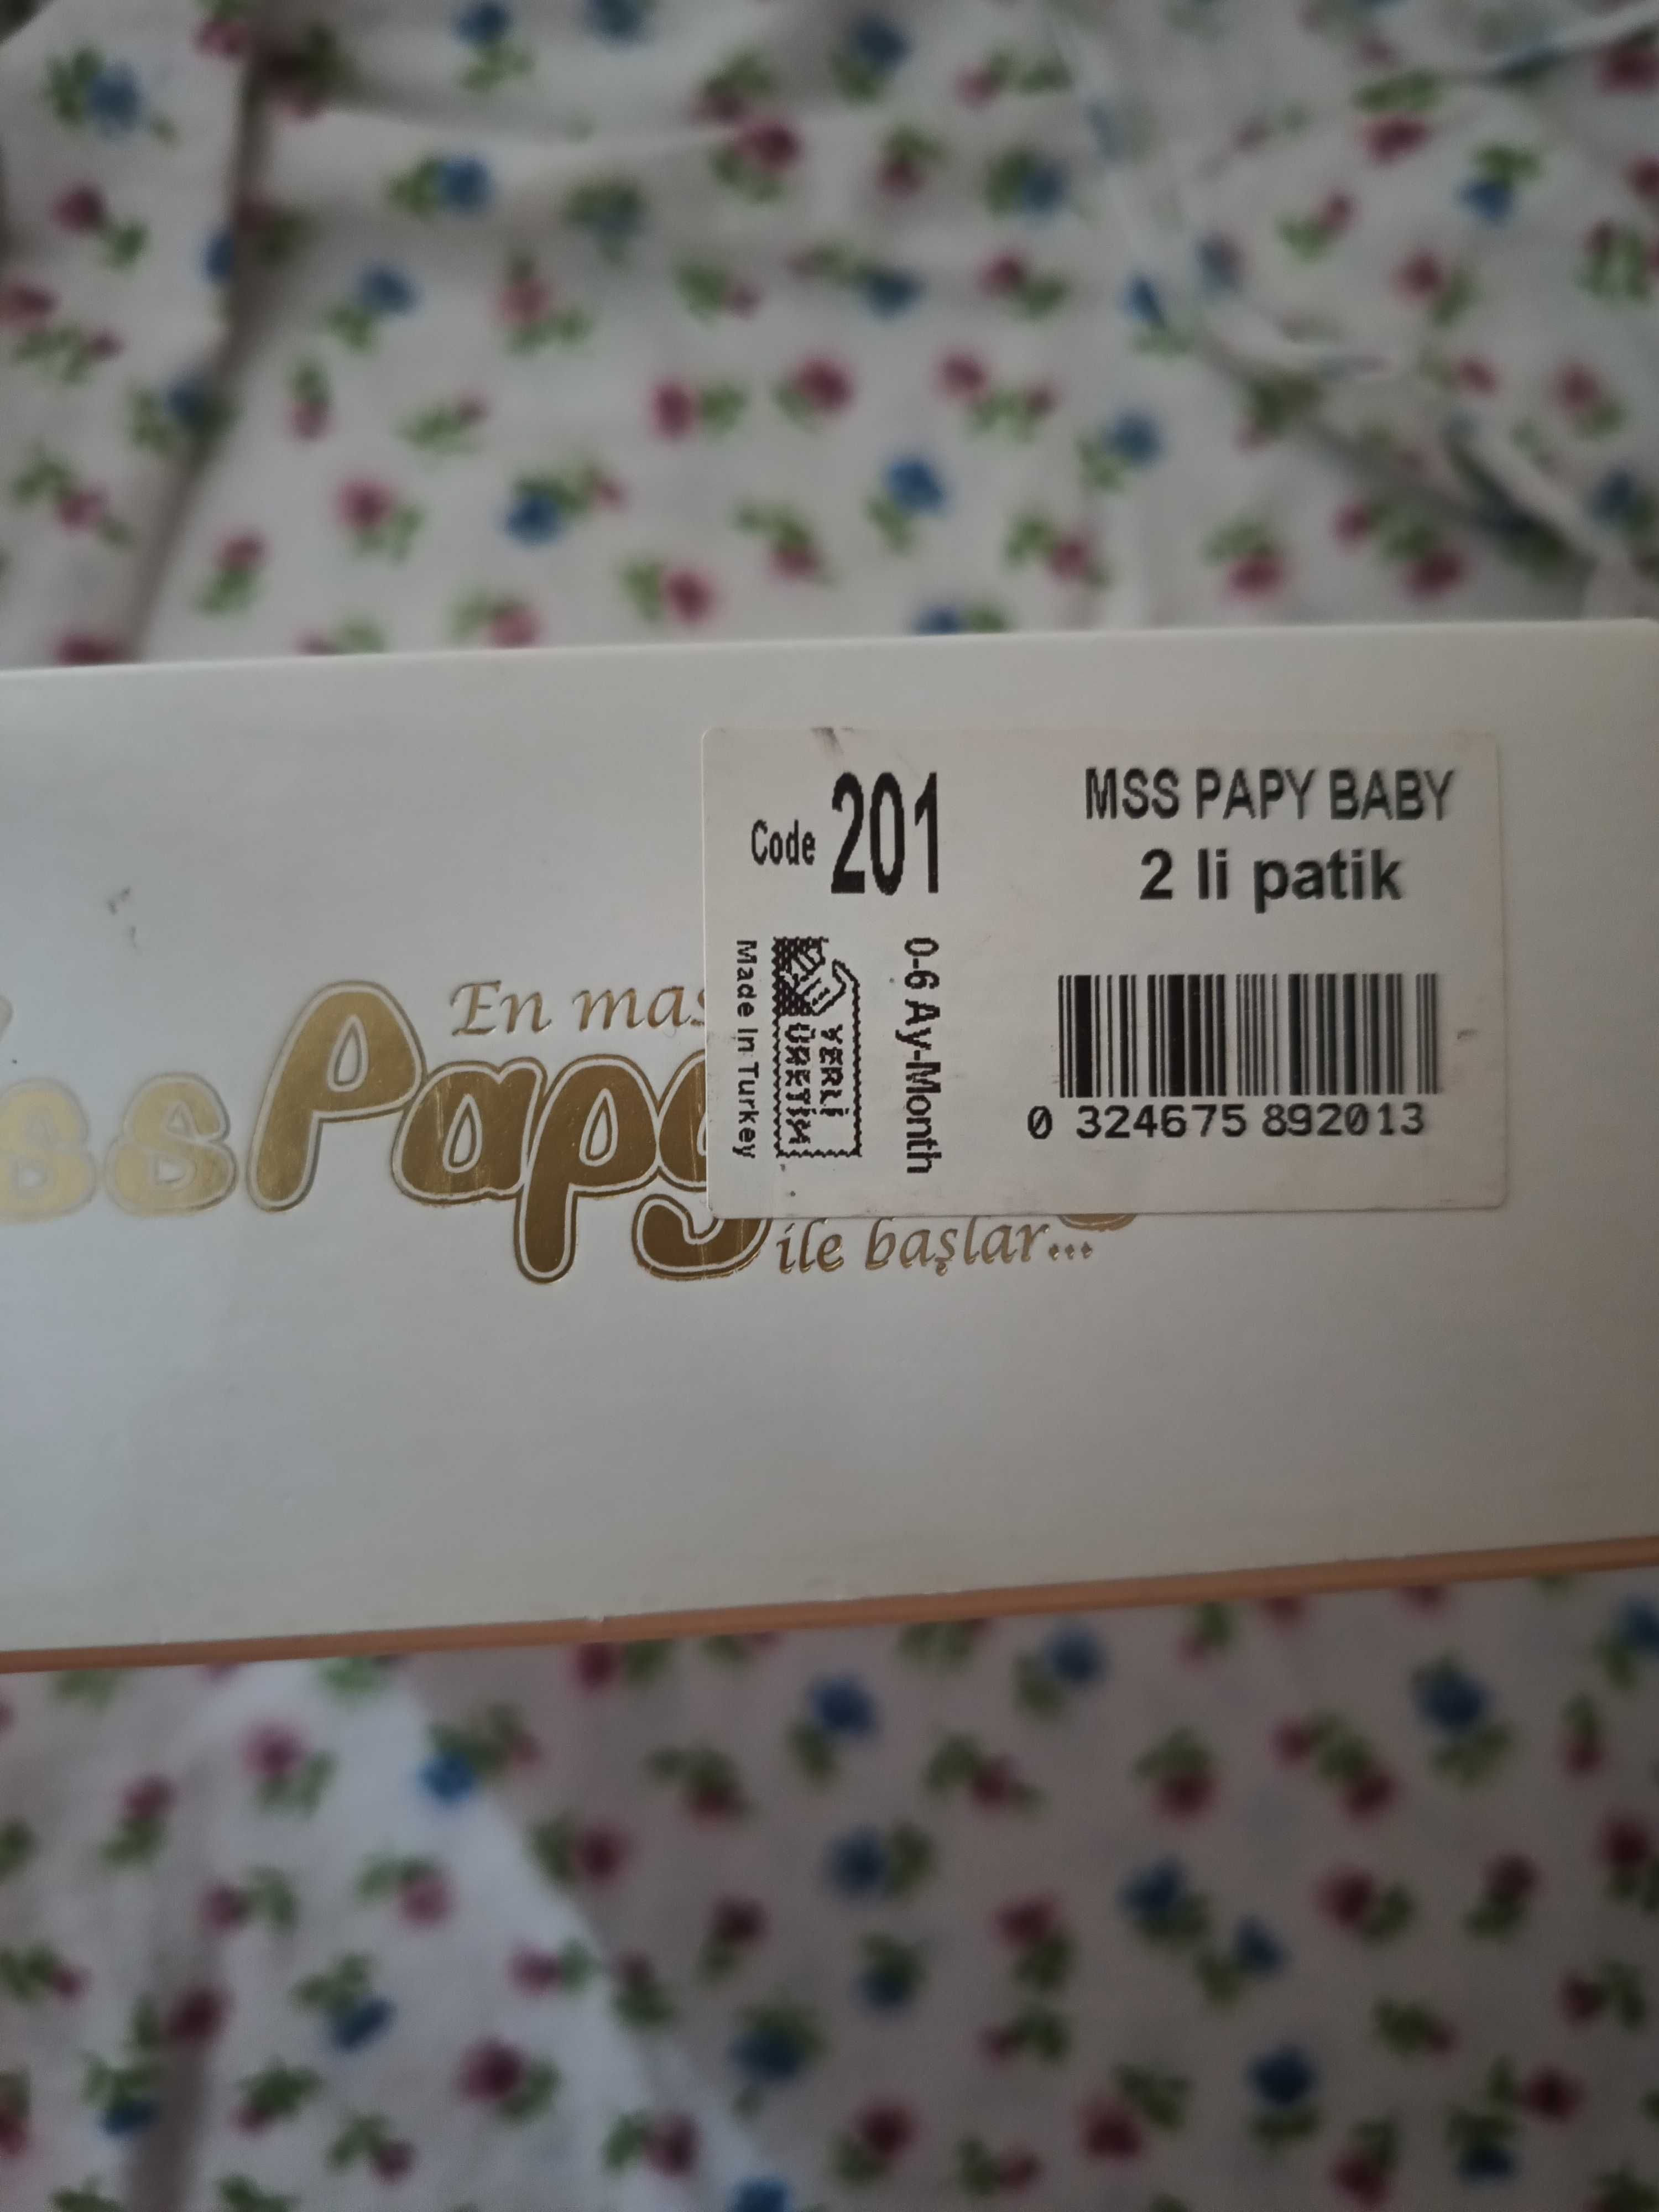 Code 201
MSS PAPY BABY
2 li patik
0-6 Ay-Month
YERLİ
ÜRETİM
Made In Turkey
0 324675 892013
En
ss Papy
ile başlar...